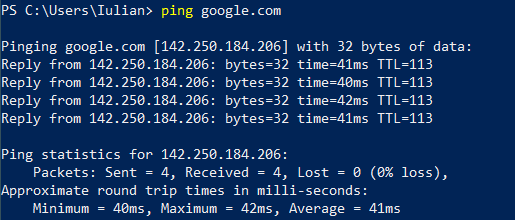 PS C:\Users\Iulian> ping google.com
Pinging google.com [142.250.184.206] with 32 bytes of data:
Reply from 142.250.184.206: bytes=32 time=41ms TTL=113
Reply from 142.250.184.206: bytes=32 time=40ms TTL=113
Reply from 142.250.184.206: bytes=32 time=42ms TTL=113
Reply from 142.250.184.206: bytes=32 time=41ms TTL=113
Ping statistics for 142.250.184.206:
Packets: Sent = 4, Received = 4, Lost = 0 (0% loss),
Approximate round trip times in milli-seconds:
Minimum = 40ms, Maximum = 42ms, Average = 41ms